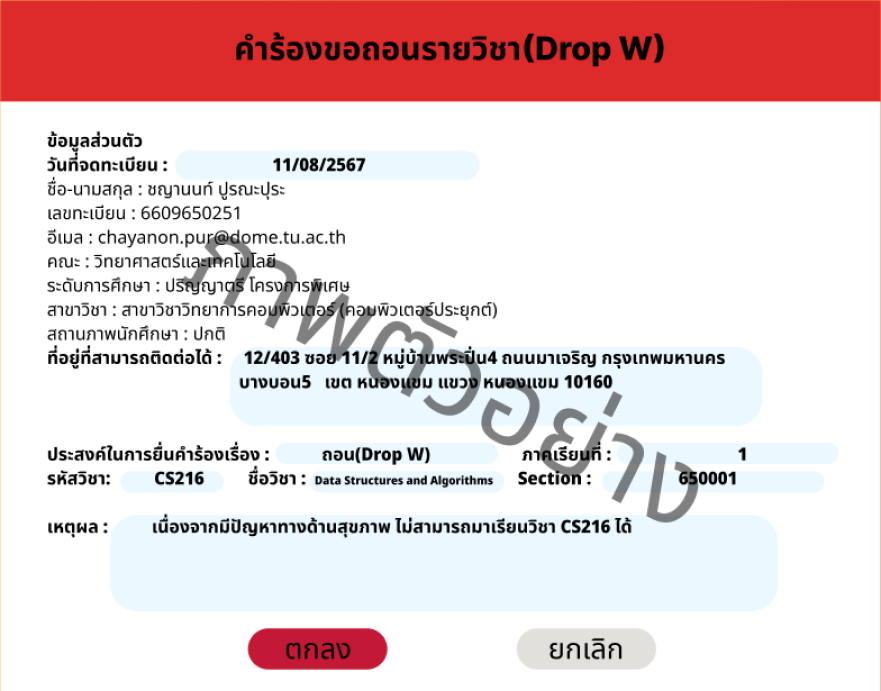 คำร้องขอถอนรายวิชา(Drop W)
ข้อมูลส่วนตัว
วันที่จดทะเบียน : 11/08/2567
ชื่อ-นามสกุล : ชญานนท์ ปูรณะปุระ
เลขทะเบียน : 6609650251
อีเมล : chayanon.pur@dome.tu.ac.th
คณะ : วิทยาศาสตร์และเทคโนโลยี
ระดับการศึกษา : ปริญญาตรี โครงการพิเศษ
สาขาวิชา : สาขาวิชาวิทยาการคอมพิวเตอร์ (คอมพิวเตอร์ประยุกต์)
สถานภาพนักศึกษา : ปกติ
ที่อยู่ที่สามารถติดต่อได้ : 12/403 ซอย 11/2 หมู่บ้านพระปิ่น4 ถนนมาเจริญ กรุงเทพมหานคร
บางบอน5 เขต หนองแขม แขวง หนองแขม 10160
ภาพตัวอย่าง
ประสงค์ในการยื่นคำร้องเรื่อง : ถอน(Drop W) ภาคเรียนที่ : 1
รหัสวิชา: CS216 ชื่อวิชา : Data Structures and Algorithms Section : 650001
เหตุผล : เนื่องจากมีปัญหาทางด้านสุขภาพ ไม่สามารถมาเรียนวิชา CS216 ได้
ตกลง ยกเลิก